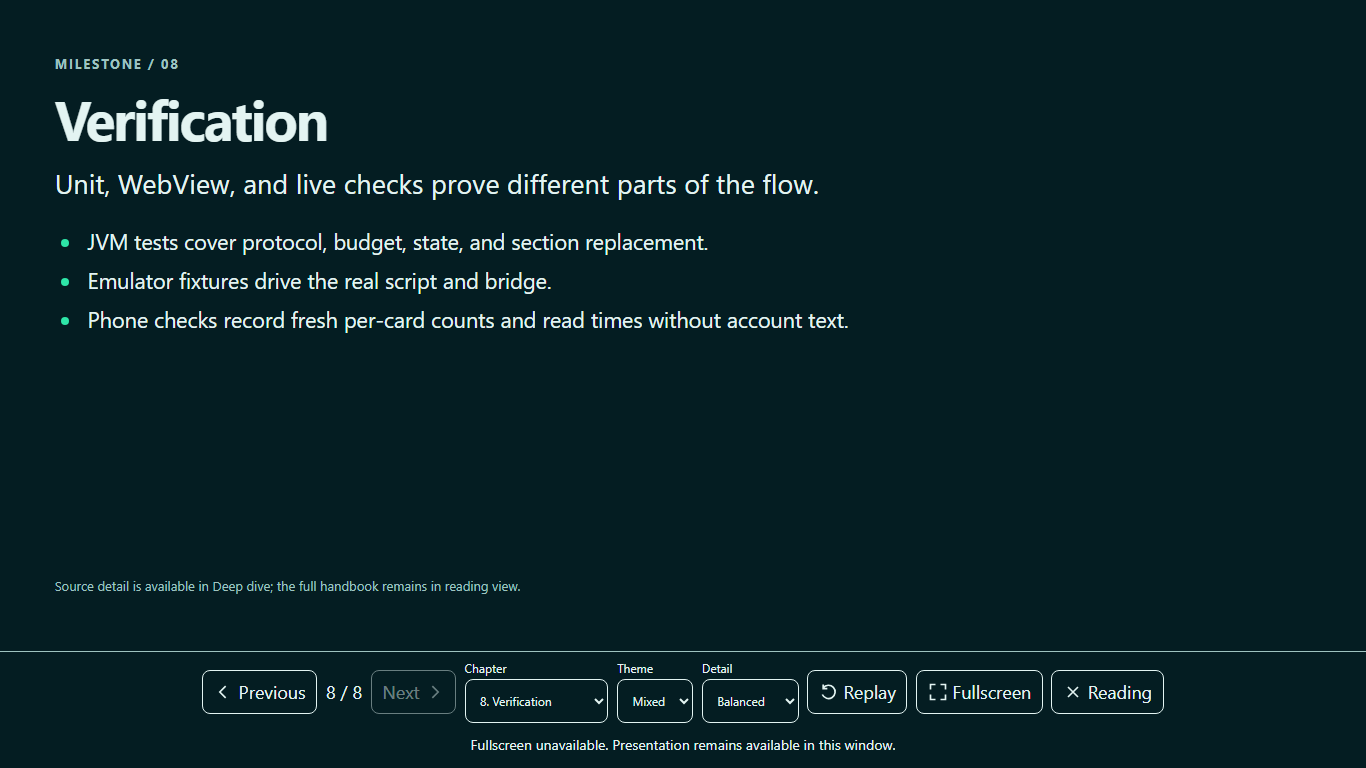 MILESTONE / 08
Verification
Unit, WebView, and live checks prove different parts of the flow.
JVM tests cover protocol, budget, state, and section replacement.
Emulator fixtures drive the real script and bridge.
Phone checks record fresh per-card counts and read times without account text.
Source detail is available in Deep dive; the full handbook remains in reading view.
Chapter Theme Detail
Previous 8 / 8 Next 8. Verification Mixed Balanced Replay Fullscreen Reading
Fullscreen unavailable. Presentation remains available in this window.